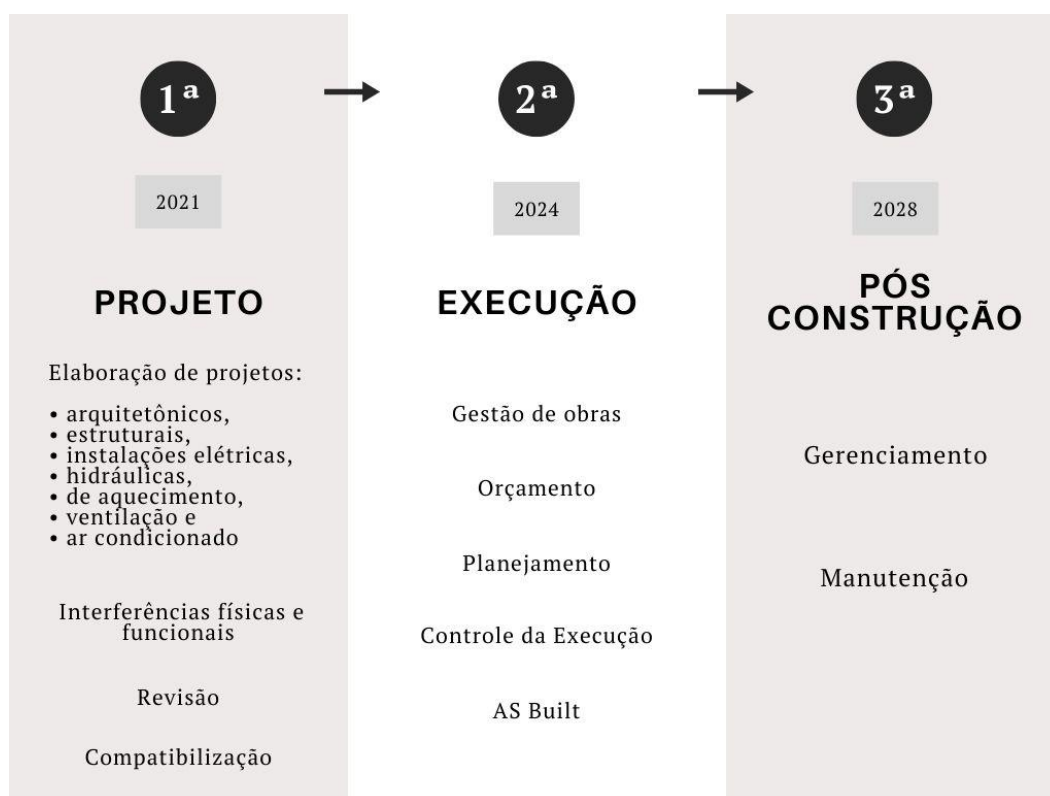 1ª
2021
PROJETO
Elaboração de projetos:
• arquitetônicos,
• estruturais,
• instalações elétricas,
• hidráulicas,
• de aquecimento,
• ventilação e
• ar condicionado
Interferências físicas e
funcionais
Revisão
Compatibilização
2ª
2024
EXECUÇÃO
Gestão de obras
Orçamento
Planejamento
Controle da Execução
AS Built
3ª
2028
PÓS
CONSTRUÇÃO
Gerenciamento
Manutenção